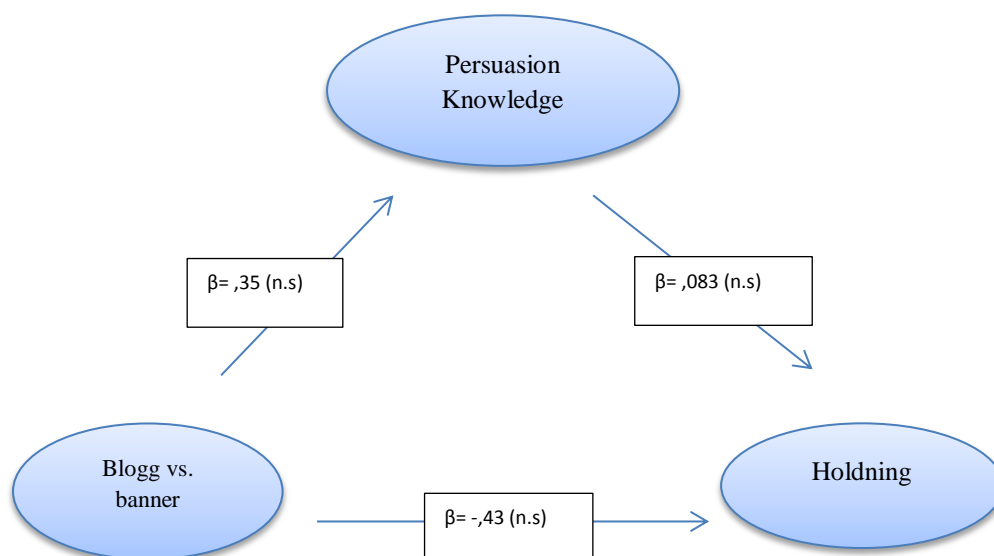 Persuasion
Knowledge
β= ,35 (n.s)
β= ,083 (n.s)
Blogg vs.
banner
Holdning
β= -,43 (n.s)